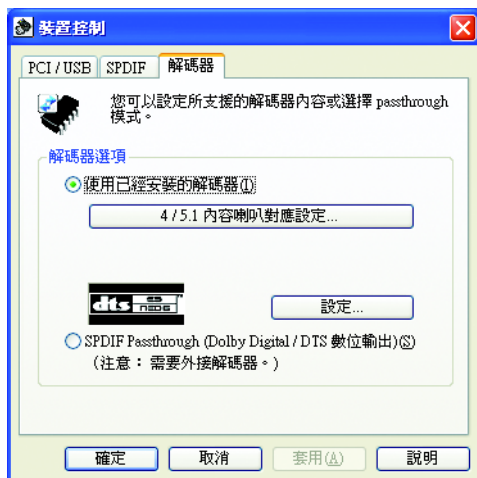 裝置控制
PCI / USB SPDIF 解碼器
您可以設定所支援的解碼器內容或選擇 passthrough
模式。
解碼器選項
使用已經安裝的解碼器(I)
4 / 5.1 內容喇叭對應設定...
dts NEO:6
設定...
SPDIF Passthrough (Dolby Digital / DTS 數位輸出)(S)
(注意： 需要外接解碼器。)
確定 取消 套用(A) 說明